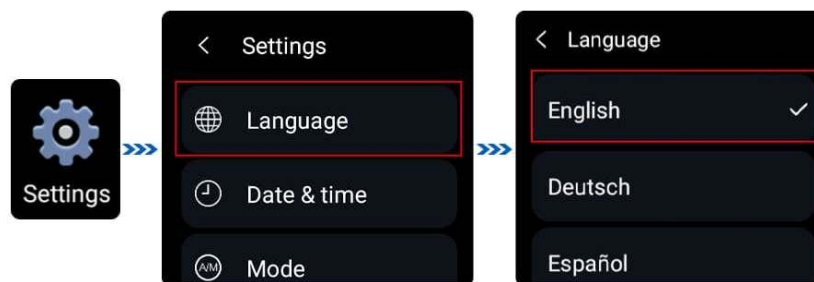 Settings
Settings
Language
Date & time
A/M Mode
Language
English
Deutsch
Español